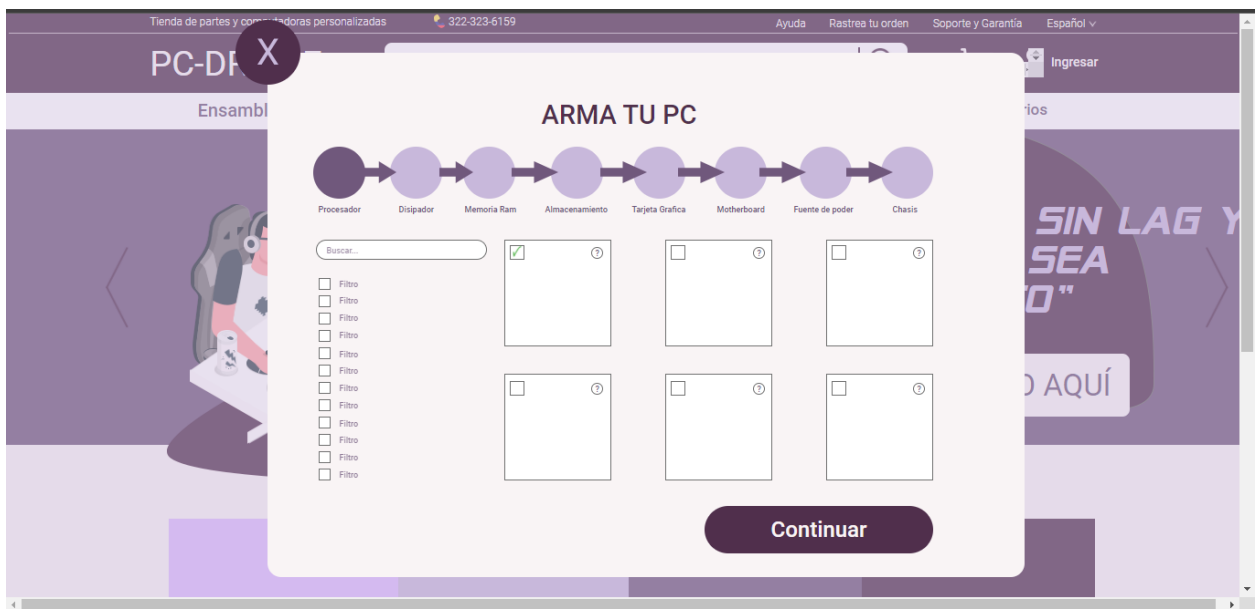 Tienda de partes y computadoras personalizadas 322-323-6159 Ayuda Rastrea tu orden Soporte y Garantía Español
X
PC-DR
Ingresar
Ensambl
rios
ARMA TU PC
Procesador Disipador Memoria Ram Almacenamiento Tarjeta Grafica Motherboard Fuente de poder Chasis
Buscar...
? ? ?
Filtro
Filtro
Filtro
Filtro
Filtro
Filtro
Filtro
Filtro
Filtro
Filtro
Filtro
Filtro
? ? ?
SIN LAG Y
SEA
O"
O AQUÍ
Continuar